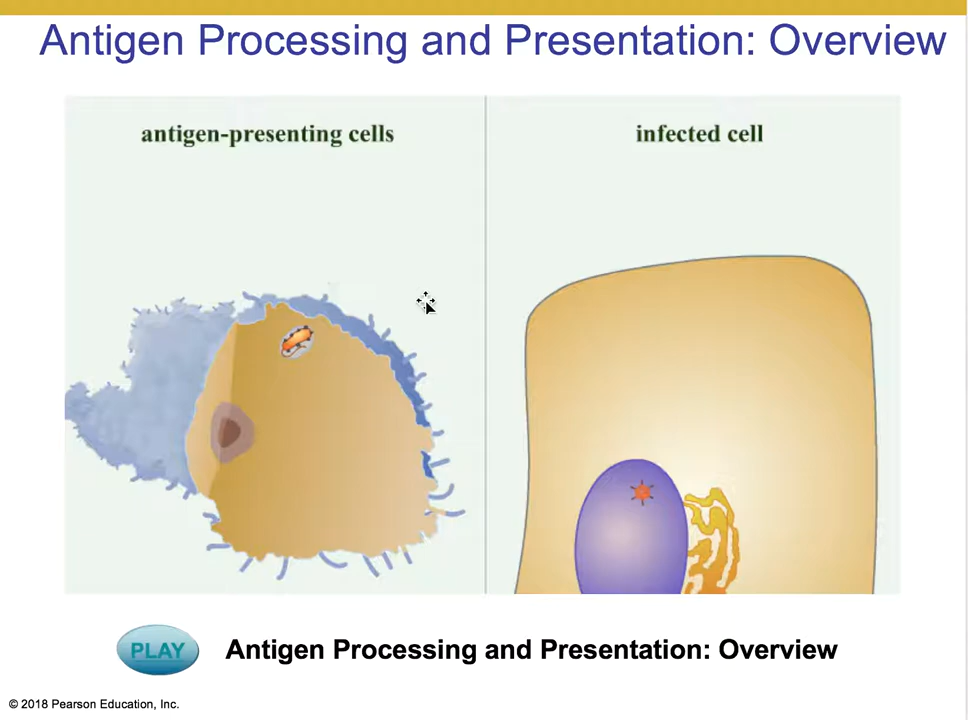 Antigen Processing and Presentation: Overview
antigen-presenting cells
infected cell
PLAY
Antigen Processing and Presentation: Overview
© 2018 Pearson Education, Inc.